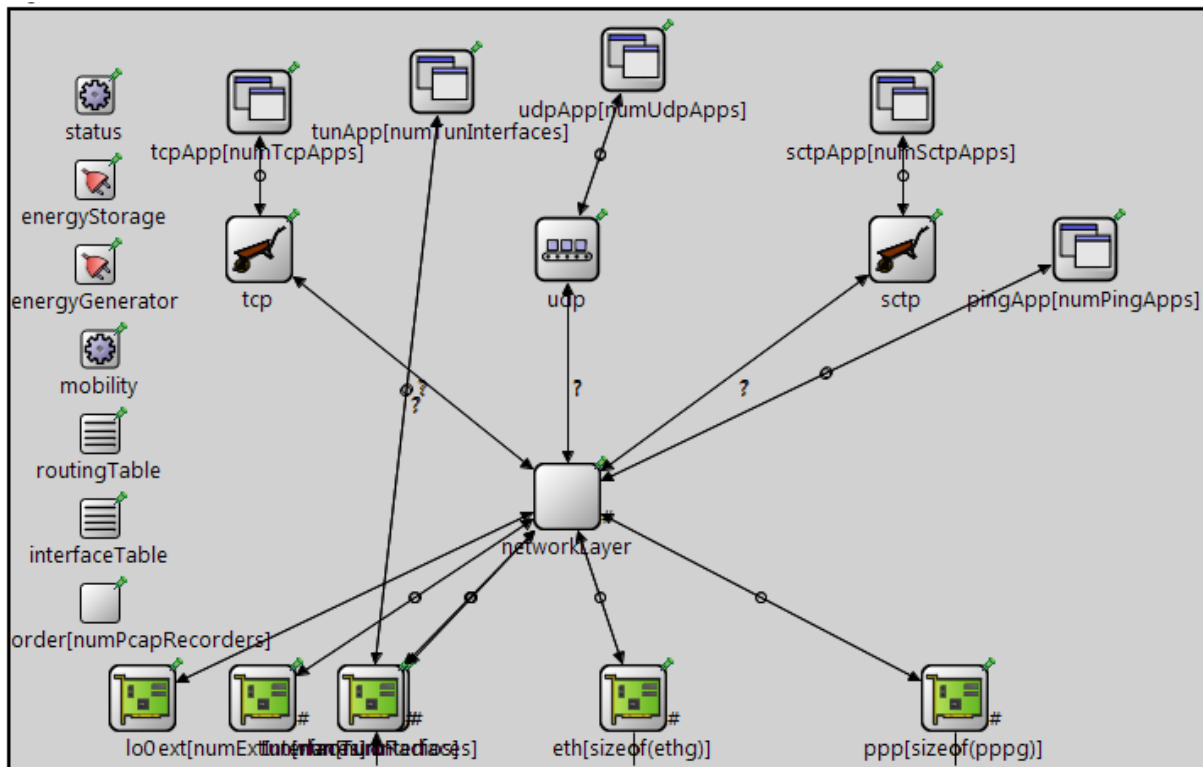 status
tcpApp[numTcpApps]
tunApp[numTunInterfaces]
udpApp[numUdpApps]
sctpApp[numSctpApps]
energyStorage
energyGenerator
tcp
udp
sctp
pingApp[numPingApps]
mobility
?
?
?
?
routingTable
interfaceTable
networkLayer
#
order[numPcapRecorders]
#
#
#
#
lo0
eth[sizeof(ethg)]
ppp[sizeof(pppg)]